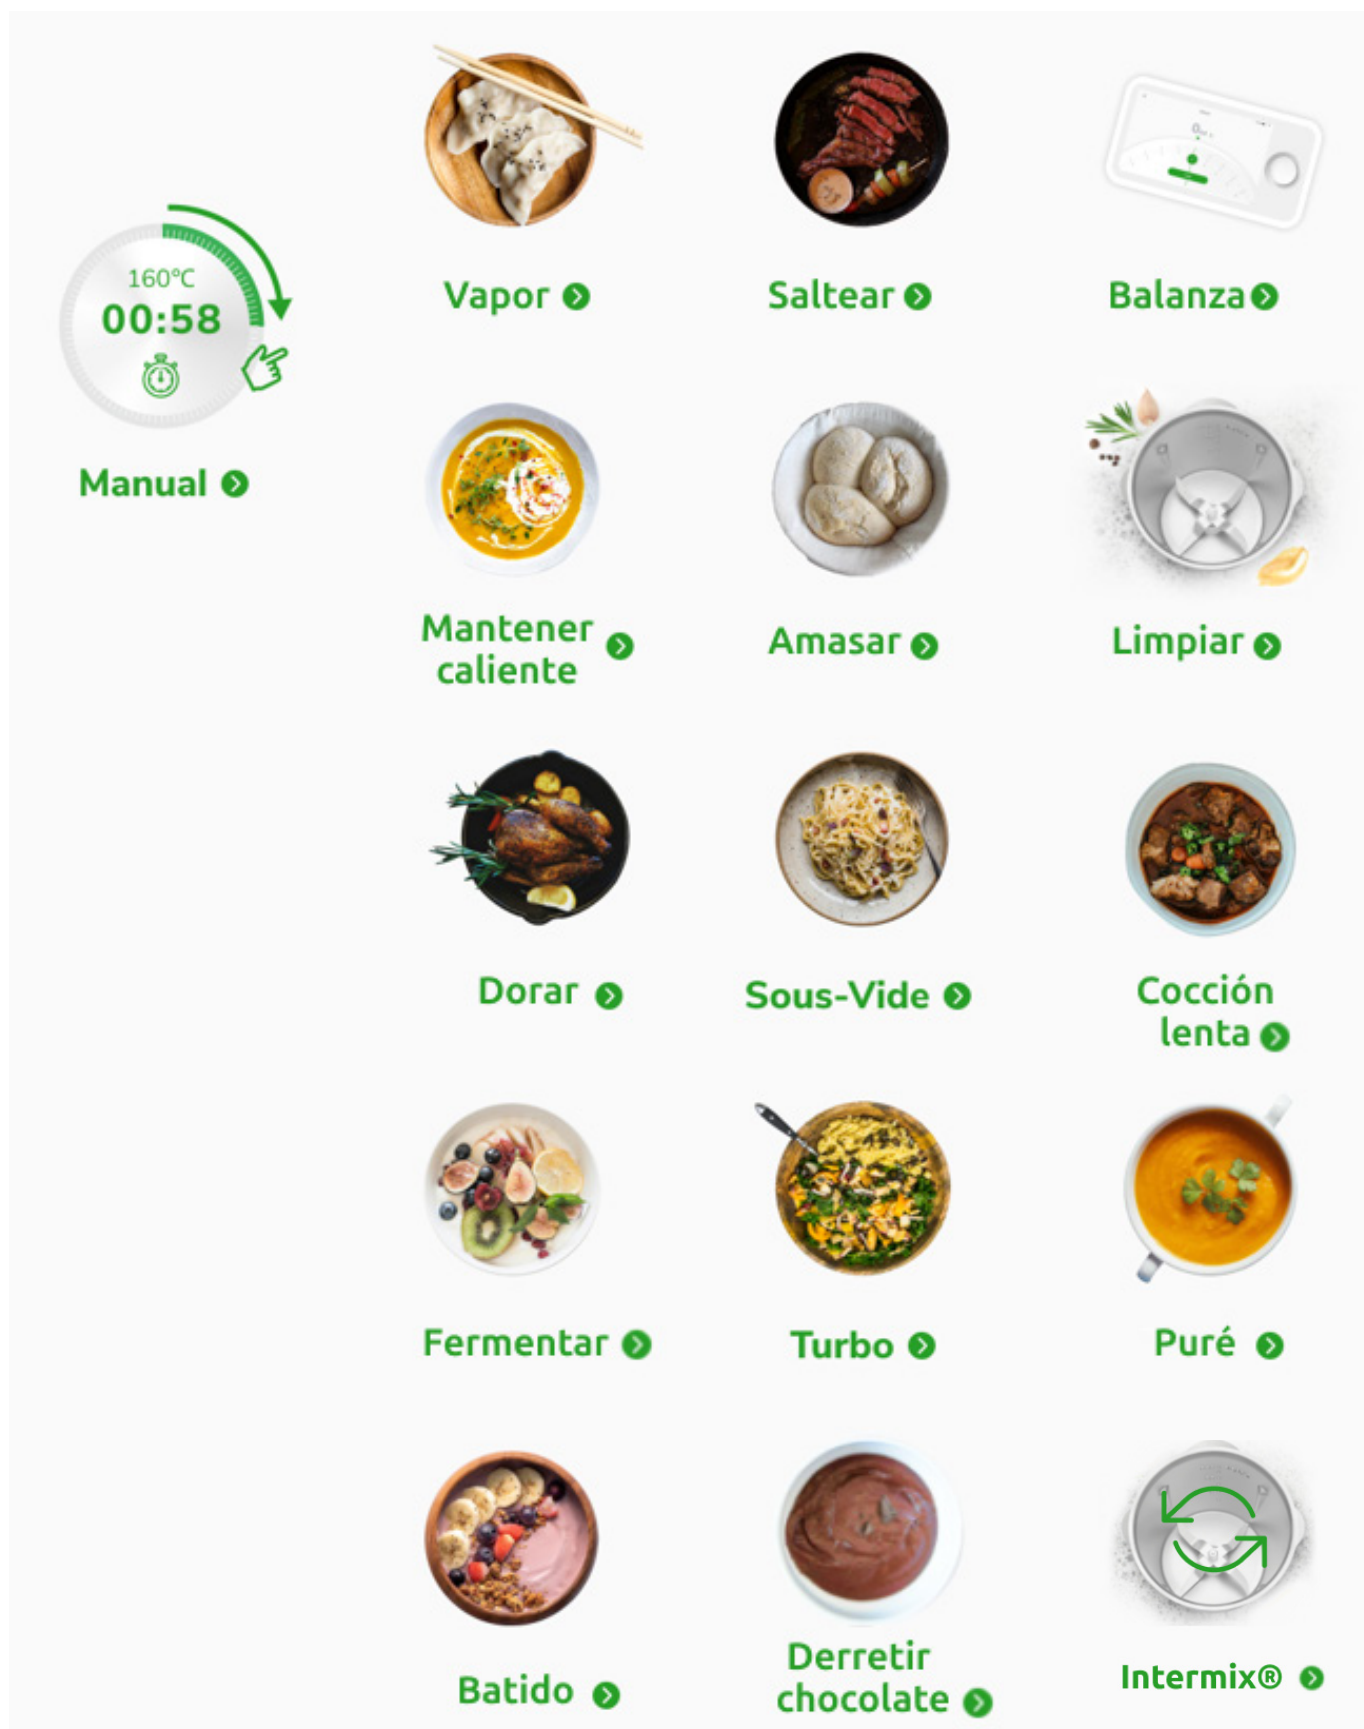 Vapor
Saltear
Balanza
160°C
00:58
Manual
Mantener
caliente
Amasar
Limpiar
Dorar
Sous-Vide
Cocción
lenta
Fermentar
Turbo
Puré
Batido
Derretir
chocolate
Intermix®